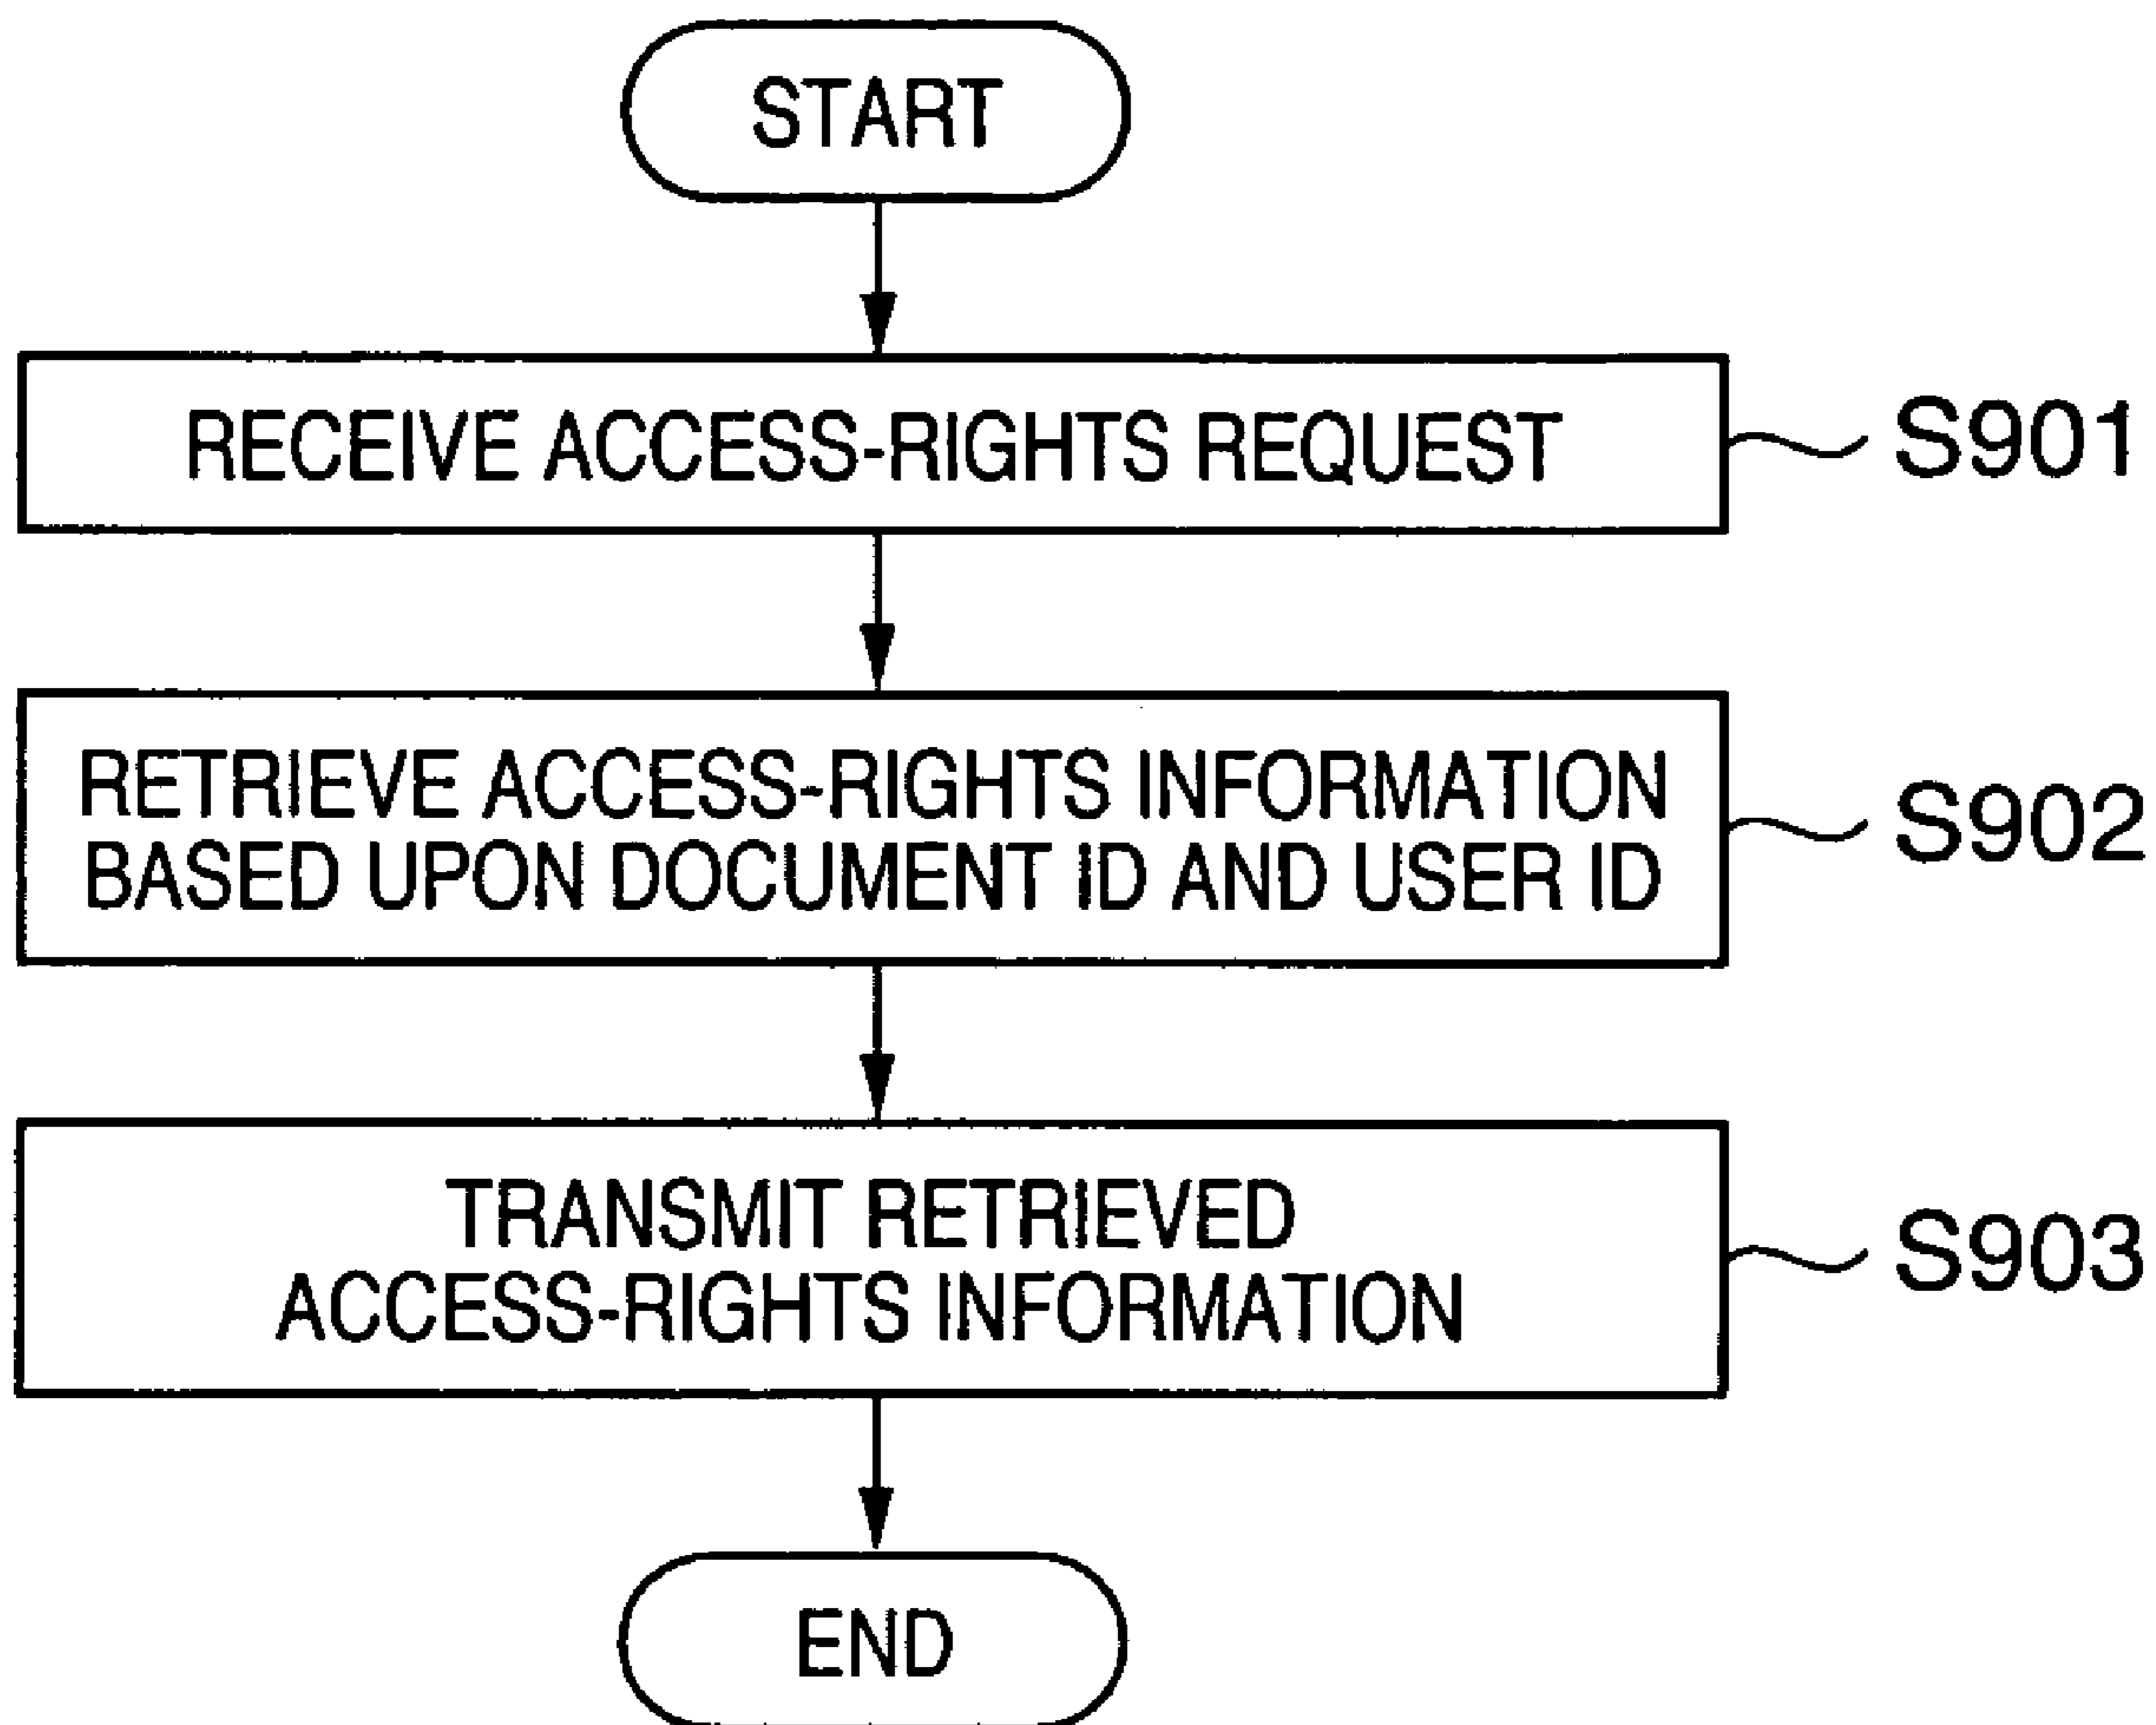 START
RECEIVE ACCESS-RIGHTS REQUEST
S901
RETRIEVE ACCESS-RIGHTS INFORMATION
BASED UPON DOCUMENT ID AND USER ID
S902
TRANSMIT RETRIEVED
ACCESS-RIGHTS INFORMATION
S903
END